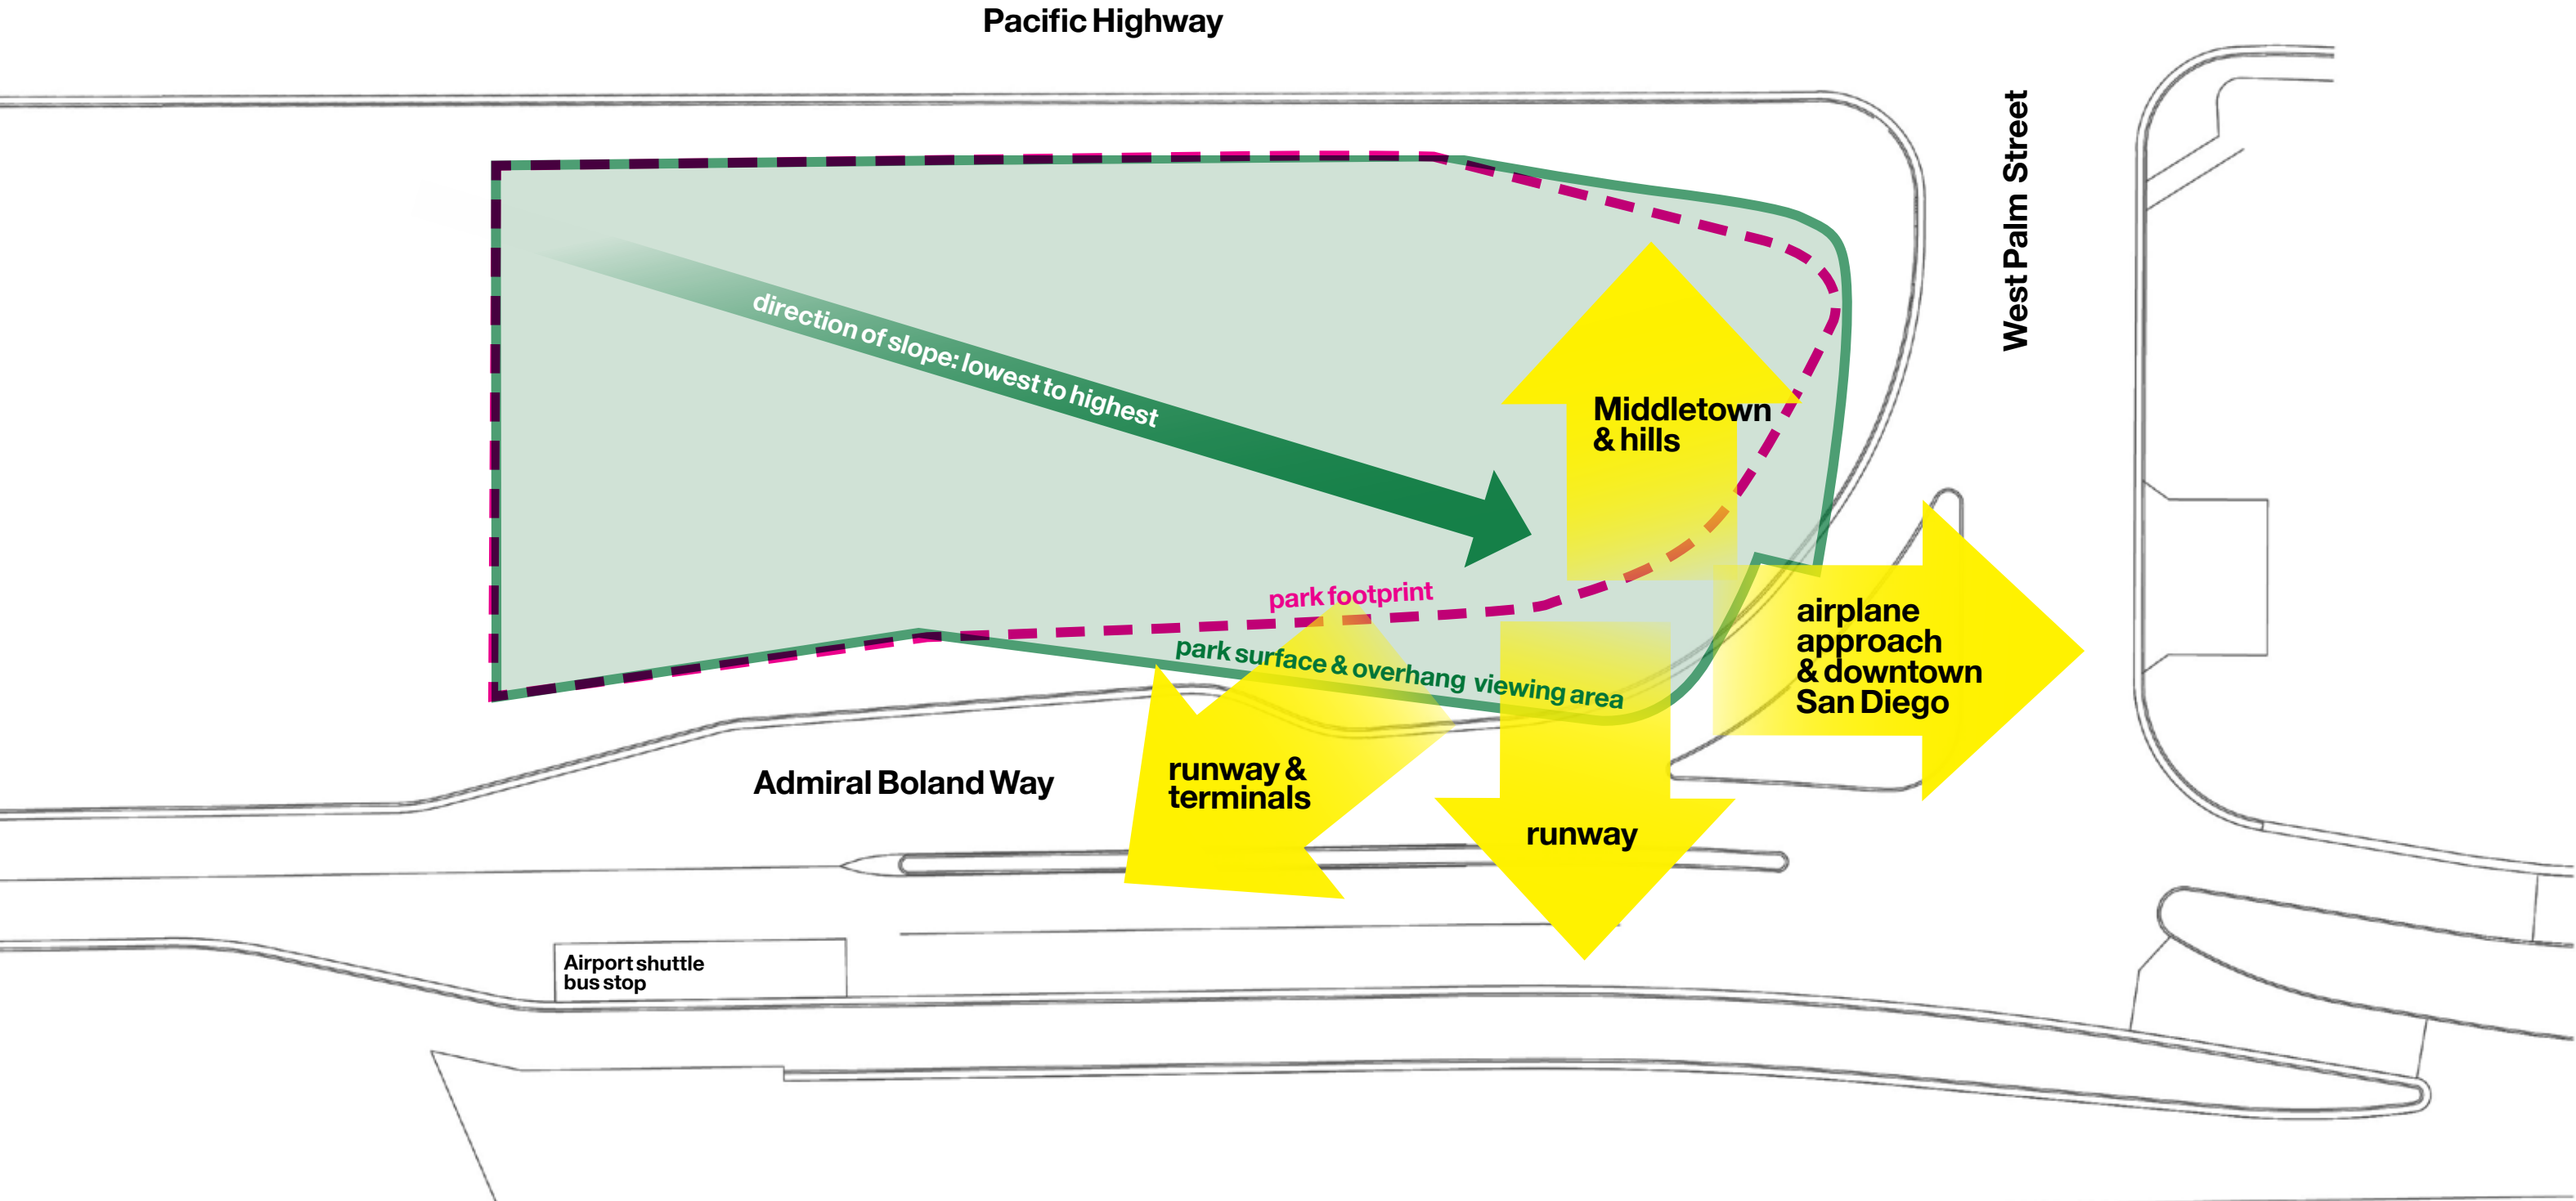 Pacific Highway
West Palm Street
direction of slope: lowest to highest
Middletown
& hills
park footprint
park surface & overhang viewing area
airplane
approach
& downtown
San Diego
runway &
terminals
Admiral Boland Way
runway
Airport shuttle
bus stop